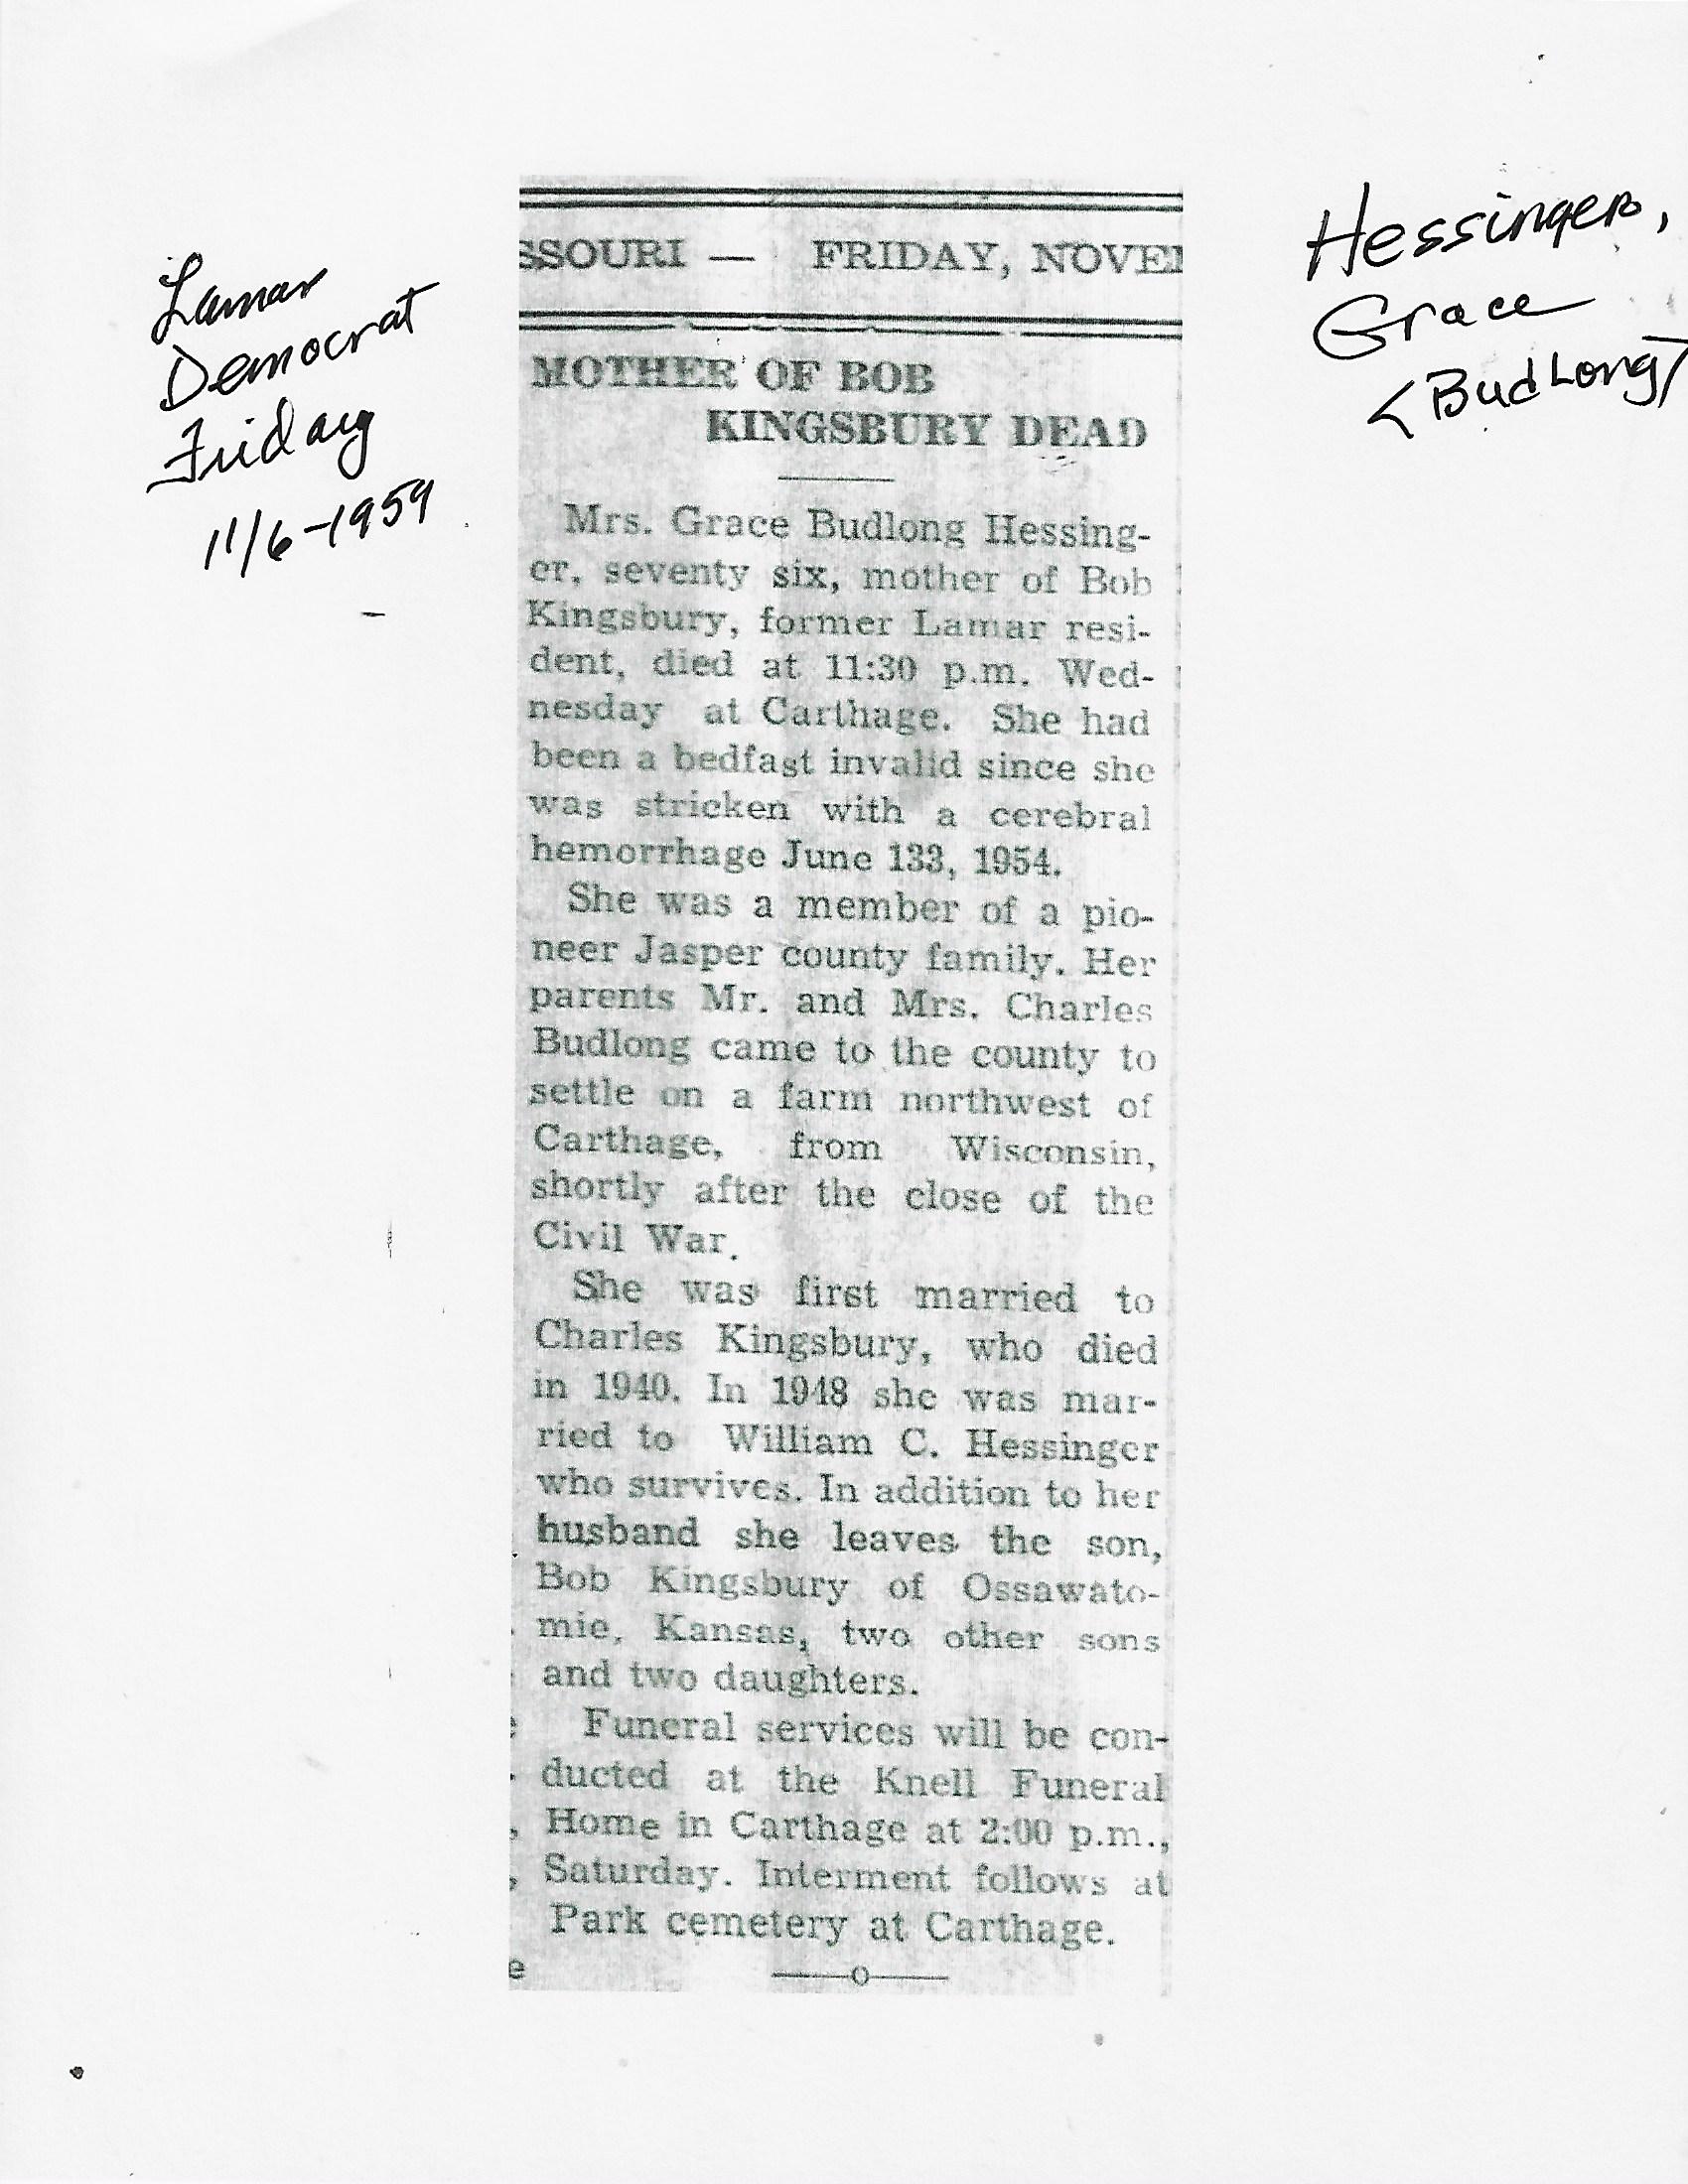 Lamar
Democrat
Friday
11/6-1959
Hessinger,
Grace
<BudLong>
SSOURI — FRIDAY, NOVEM
MOTHER OF BOB
KINGSBURY DEAD
Mrs. Grace Budlong Hessing-
er, seventy six, mother of Bob
Kingsbury, former Lamar resi-
dent, died at 11:30 p.m. Wed-
nesday at Carthage. She had
been a bedfast invalid since she
was stricken with a cerebral
hemorrhage June 133, 1954.
She was a member of a pio-
neer Jasper county family. Her
parents Mr. and Mrs. Charles
Budlong came to the county to
settle on a farm northwest of
Carthage, from Wisconsin,
shortly after the close of the
Civil War.
She was first married to
Charles Kingsbury, who died
in 1940. In 1948 she was mar-
ried to William C. Hessinger
who survives. In addition to her
husband she leaves the son,
Bob Kingsbury of Ossawato-
mie, Kansas, two other sons
and two daughters.
Funeral services will be con-
ducted at the Knell Funeral
Home in Carthage at 2:00 p.m.,
Saturday. Interment follows at
Park cemetery at Carthage.
e ——o——